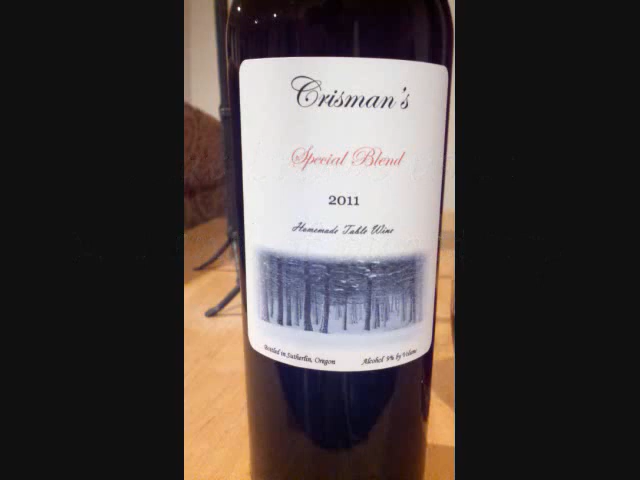 Crisman's
Special Blend
2011
Homemade Table Wine
Bottled in Sutherlin, Oregon
Alcohol % by Volume